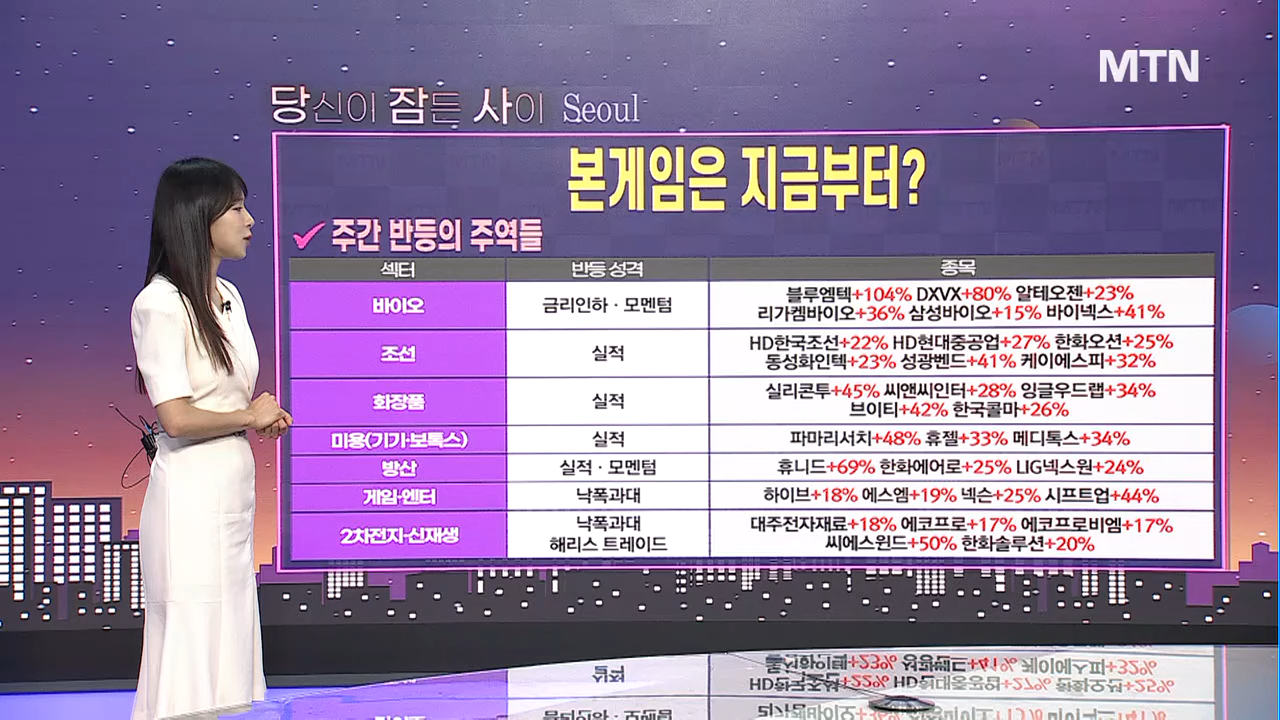 MTN
당신이 잠든 사이 Seoul
본게임은 지금부터?
✓ 주간 반등의 주역들
섹터 반등 성격 종목
바이오 금리인하 · 모멘텀 블루엠텍+104% DXVX+80% 알테오젠+23%
리가켐바이오+36% 삼성바이오+15% 바이넥스+41%
조선 실적 HD한국조선+22% HD현대중공업+27% 한화오션+25%
동성화인텍+23% 성광벤드+41% 케이에스피+32%
화장품 실적 실리콘투+45% 씨앤씨인터+28% 잉글우드랩+34%
브이티+42% 한국콜마+26%
미용(기기·보톡스) 실적 파마리서치+48% 휴젤+33% 메디톡스+34%
방산 실적 · 모멘텀 휴니드+69% 한화에어로+25% LIG넥스원+24%
게임·엔터 낙폭과대 하이브+18% 에스엠+19% 넥슨+25% 시프트업+44%
2차전지·신재생 낙폭과대 대주전자재료+18% 에코프로+17% 에코프로비엠+17%
해리스 트레이드 씨에스윈드+50% 한화솔루션+20%